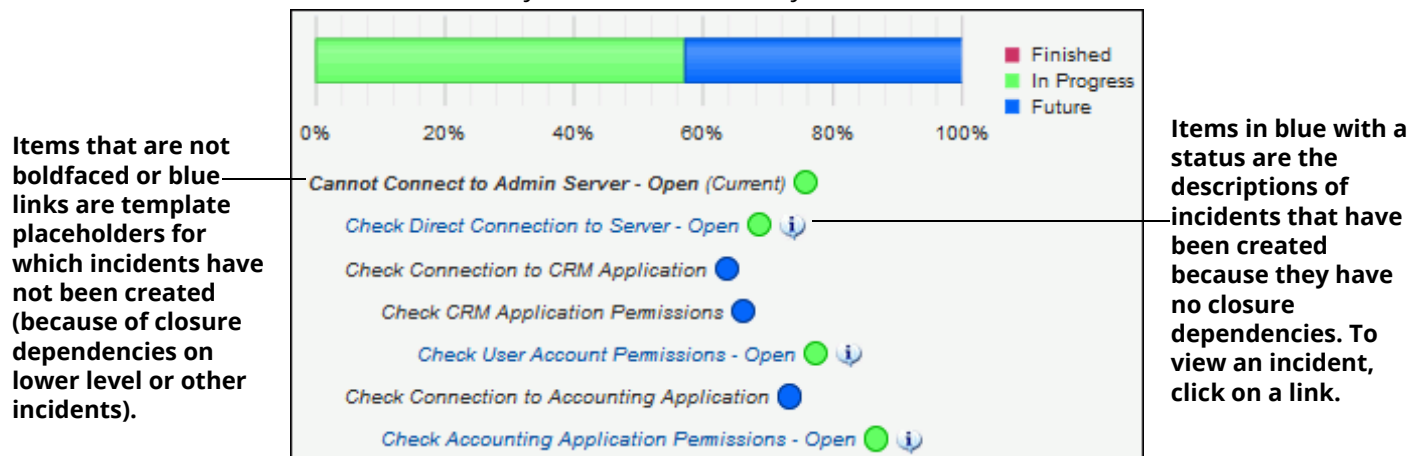 Finished
In Progress
Future
0% 20% 40% 60% 80% 100%
Items that are not
boldfaced or blue
links are template
placeholders for
which incidents have
not been created
(because of closure
dependencies on
lower level or other
incidents).
Cannot Connect to Admin Server - Open (Current)
Check Direct Connection to Server - Open
Check Connection to CRM Application
Check CRM Application Permissions
Check User Account Permissions - Open
Check Connection to Accounting Application
Check Accounting Application Permissions - Open
Items in blue with a
status are the
descriptions of
incidents that have
been created
because they have
no closure
dependencies. To
view an incident,
click on a link.